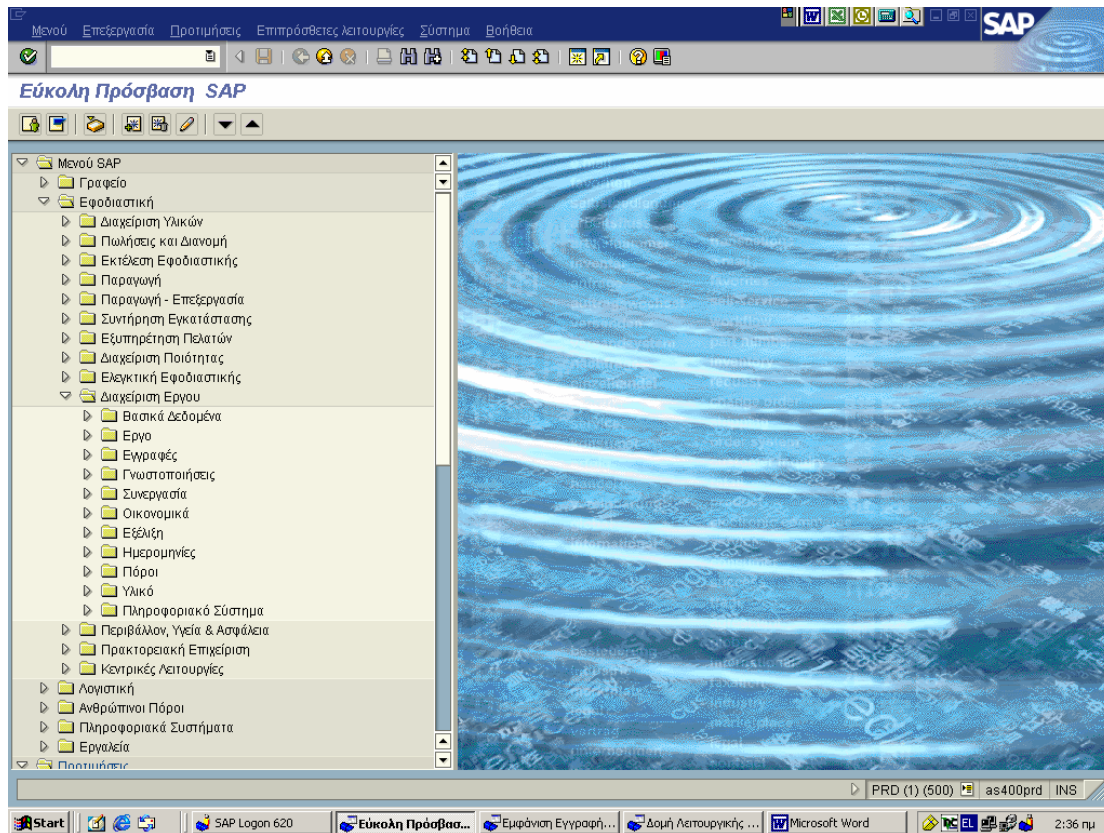 Μενού Επεξεργασία Προτιμήσεις Επιπρόσθετες λειτουργίες Σύστημα Βοήθεια
SAP
Εύκολη Πρόσβαση SAP
Μενού SAP
Γραφείο
Εφοδιαστική
Διαχείριση Υλικών
Πωλήσεις και Διανομή
Εκτέλεση Εφοδιαστικής
Παραγωγή
Παραγωγή - Επεξεργασία
Συντήρηση Εγκατάστασης
Εξυπηρέτηση Πελατών
Διαχείριση Ποιότητας
Ελεγκτική Εφοδιαστικής
Διαχείριση Εργου
Βασικά Δεδομένα
Εργο
Εγγραφές
Γνωστοποιήσεις
Συνεργασία
Οικονομικά
Εξέλιξη
Ημερομηνίες
Πόροι
Υλικό
Πληροφοριακό Σύστημα
Περιβάλλον, Υγεία & Ασφάλεια
Πρακτορειακή Επιχείριση
Κεντρικές Λειτουργίες
Λογιστική
Ανθρώπινοι Πόροι
Πληροφοριακά Συστήματα
Εργαλεία
Προτιμήσεις
PRD (1) (500) as400prd INS
Start SAP Logon 620 Εύκολη Πρόσβασ... Εμφάνιση Εγγραφή... Δομή Λειτουργικής ... Microsoft Word EL 2:36 πμ